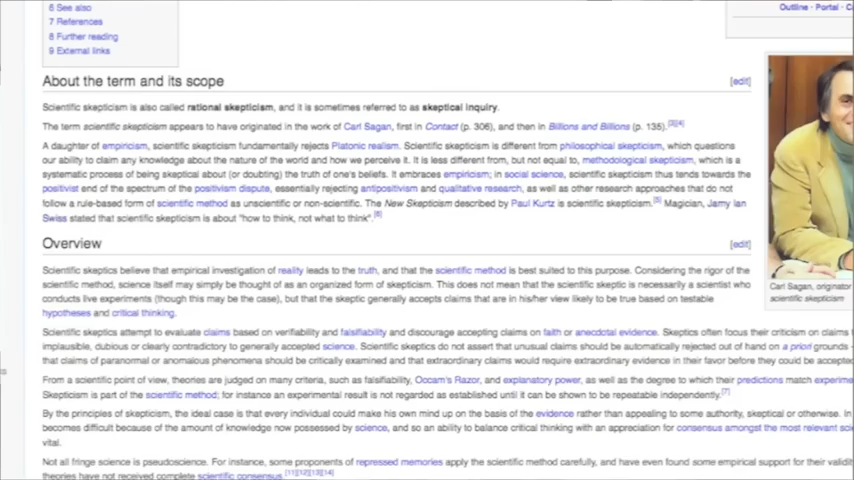 6 See also
7 References
8 Further reading
9 External links
Outline · Portal ·
About the term and its scope
[edit]
Scientific skepticism is also called rational skepticism, and it is sometimes referred to as skeptical inquiry.
The term scientific skepticism appears to have originated in the work of Carl Sagan, first in Contact (p. 306), and then in Billions and Billions (p. 135).[3][4]
A daughter of empiricism, scientific skepticism fundamentally rejects Platonic realism. Scientific skepticism is different from philosophical skepticism, which questions
our ability to claim any knowledge about the nature of the world and how we perceive it. It is less different from, but not equal to, methodological skepticism, which is a
systematic process of being skeptical about (or doubting) the truth of one's beliefs. It embraces empiricism; in social science, scientific skepticism thus tends towards the
positivist end of the spectrum of the positivism dispute, essentially rejecting antipositivism and qualitative research, as well as other research approaches that do not
follow a rule-based form of scientific method as unscientific or non-scientific. The New Skepticism described by Paul Kurtz is scientific skepticism.[5] Magician, Jamy Ian
Swiss stated that scientific skepticism is about "how to think, not what to think".[6]
Overview
[edit]
Scientific skeptics believe that empirical investigation of reality leads to the truth, and that the scientific method is best suited to this purpose. Considering the rigor of the
scientific method, science itself may simply be thought of as an organized form of skepticism. This does not mean that the scientific skeptic is necessarily a scientist who
conducts live experiments (though this may be the case), but that the skeptic generally accepts claims that are in his/her view likely to be true based on testable
hypotheses and critical thinking.
Carl Sagan, originator
scientific skepticism
Scientific skeptics attempt to evaluate claims based on verifiability and falsifiability and discourage accepting claims on faith or anecdotal evidence. Skeptics often focus their criticism on claims
implausible, dubious or clearly contradictory to generally accepted science. Scientific skeptics do not assert that unusual claims should be automatically rejected out of hand on a priori grounds -
that claims of paranormal or anomalous phenomena should be critically examined and that extraordinary claims would require extraordinary evidence in their favor before they could be accepted
From a scientific point of view, theories are judged on many criteria, such as falsifiability, Occam's Razor, and explanatory power, as well as the degree to which their predictions match experime
Skepticism is part of the scientific method; for instance an experimental result is not regarded as established until it can be shown to be repeatable independently.[7]
By the principles of skepticism, the ideal case is that every individual could make his own mind up on the basis of the evidence rather than appealing to some authority, skeptical or otherwise. In
becomes difficult because of the amount of knowledge now possessed by science, and so an ability to balance critical thinking with an appreciation for consensus amongst the most relevant sc
vital.
Not all fringe science is pseudoscience. For instance, some proponents of repressed memories apply the scientific method carefully, and have even found some empirical support for their validi
theories have not received complete scientific consensus.[11][12][13][14]